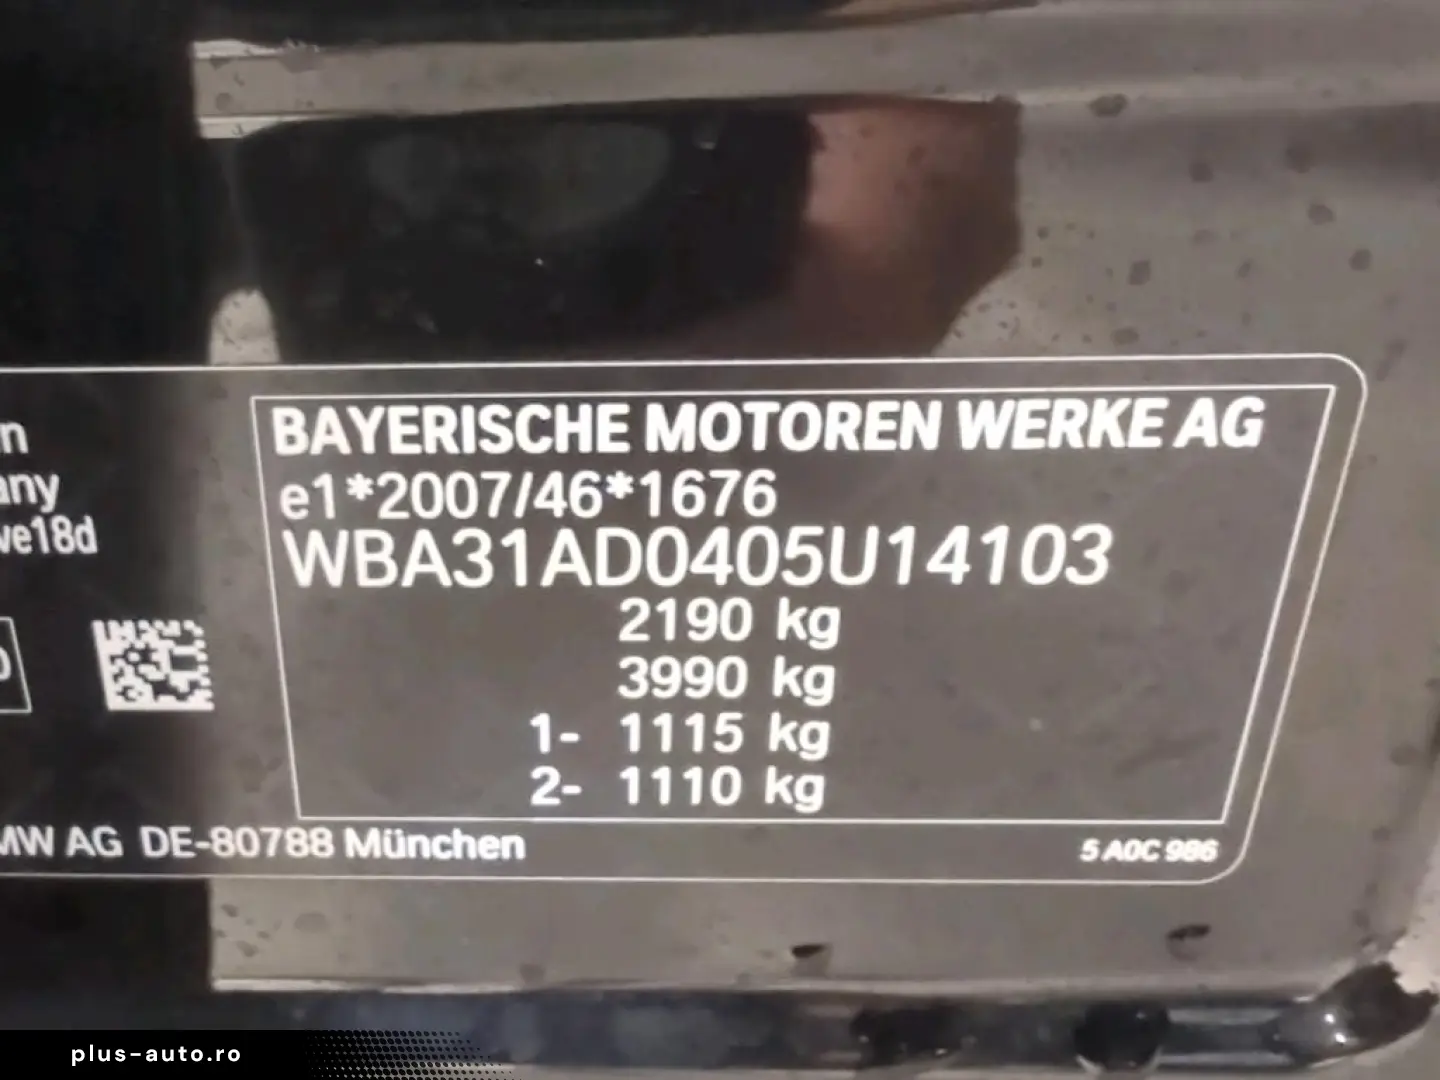 BAYERISCHE MOTOREN WERKE AG
e1*2007/46*1676
WBA31AD0405U14103
2190 kg
3990 kg
1- 1115 kg
2- 1110 kg
n
any
ve18d
MW AG DE-80788 München
5 A0C 986
plus-auto.ro